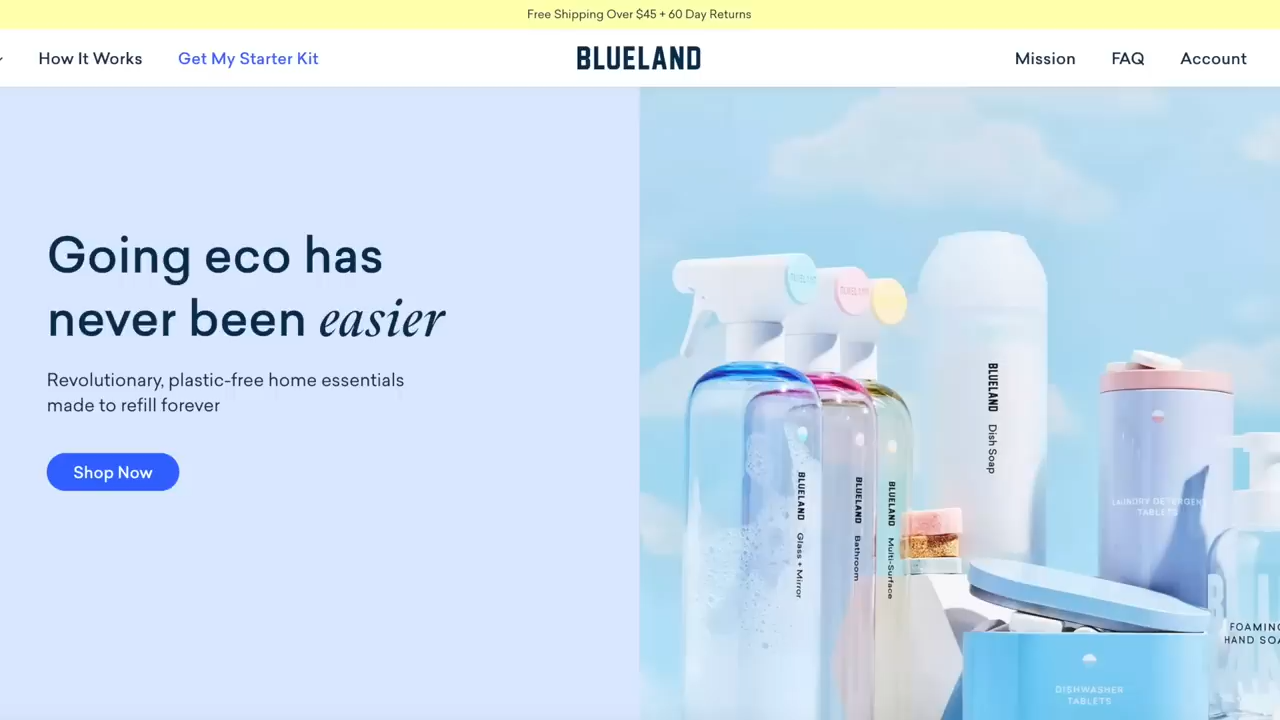 Free Shipping Over $45 + 60 Day Returns
How It Works
Get My Starter Kit
BLUELAND
Mission
FAQ
Account
Going eco has
never been easier
Revolutionary, plastic-free home essentials
made to refill forever
Shop Now
BLUELAND Glass + Mirror
BLUELAND Bathroom
BLUELAND Multi-Surface
BLUELAND Dish Soap
LAUNDRY DETERGENT
TABLETS
DISHWASHER
TABLETS
FOAMING
HAND SOA